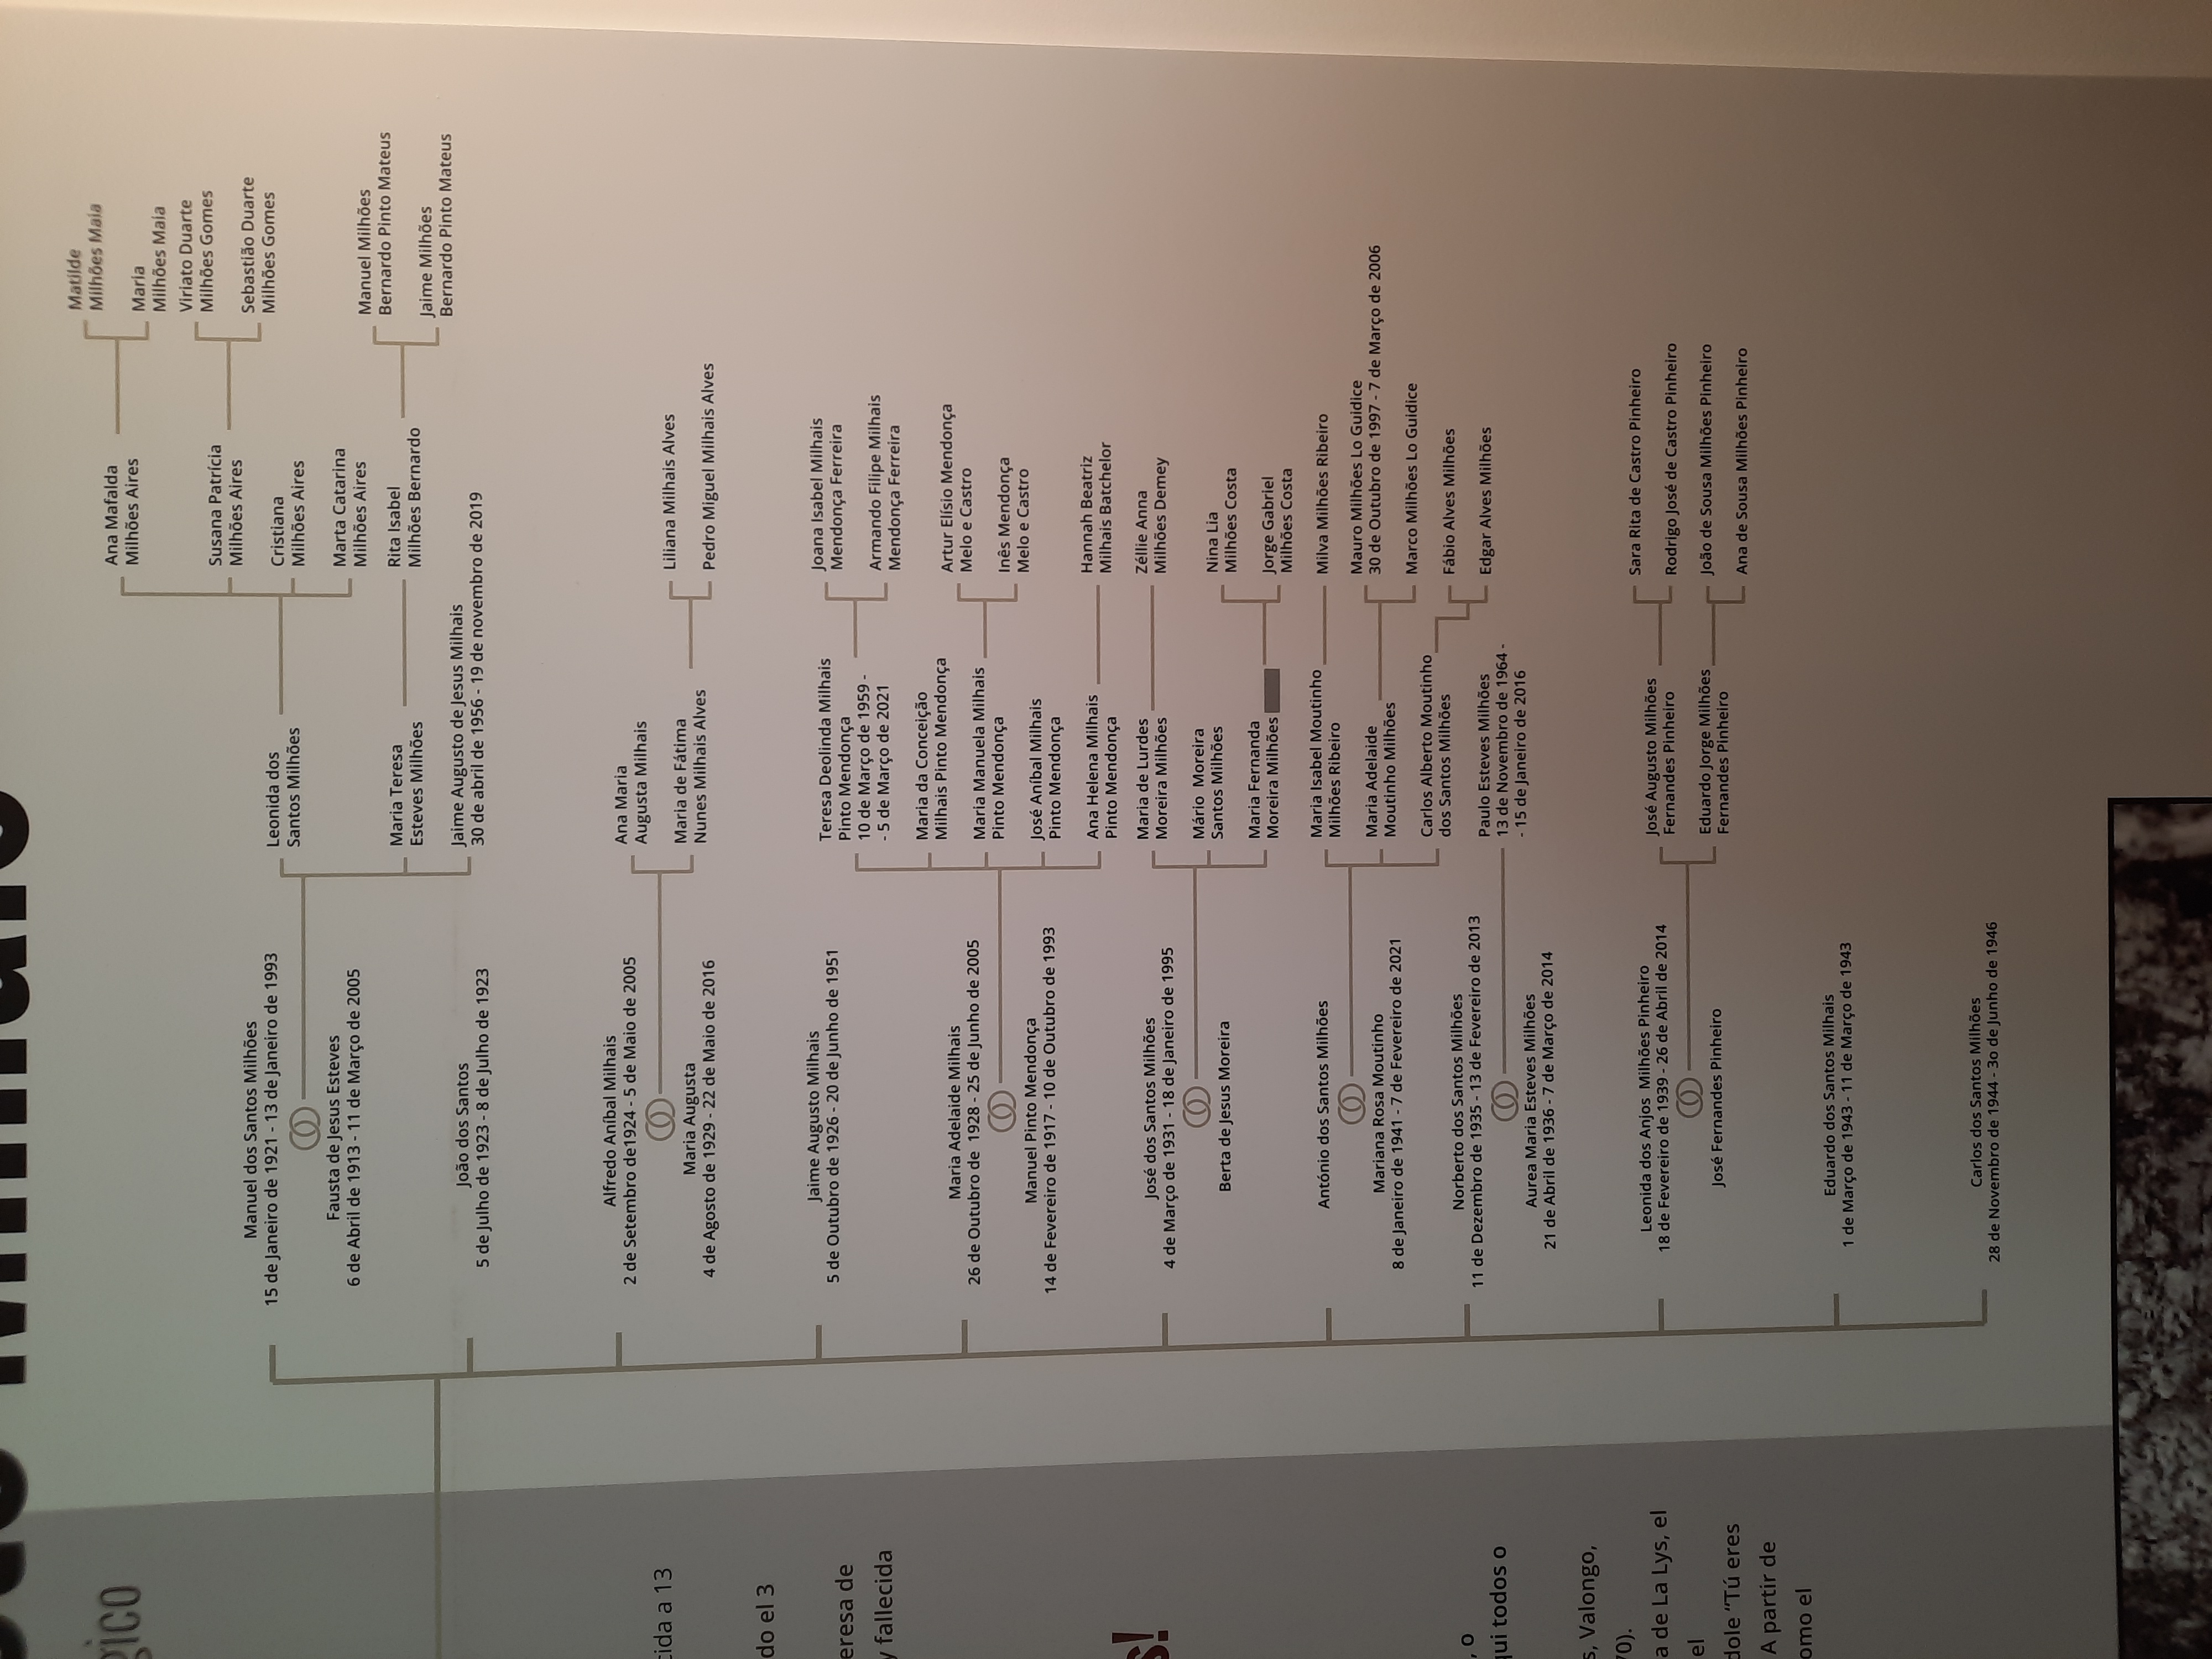 Milhais
gico
cida a 13
do el 3
eresa de
y fallecida
s!
, o
qui todos o
s, Valongo,
70).
a de La Lys, el
el
dole “Tú eres
A partir de
omo el
Manuel dos Santos Milhões
15 de Janeiro de 1921 - 13 de Janeiro de 1993
Fausta de Jesus Esteves
6 de Abril de 1913 - 11 de Março de 2005
Leonida dos
Santos Milhões
Ana Mafalda
Milhões Aires
Matilde
Milhões Maia
Maria
Milhões Maia
Susana Patrícia
Milhões Aires
Viriato Duarte
Milhões Gomes
Sebastião Duarte
Milhões Gomes
Cristiana
Milhões Aires
Marta Catarina
Milhões Aires
Maria Teresa
Esteves Milhões
Rita Isabel
Milhões Bernardo
Manuel Milhões
Bernardo Pinto Mateus
Jaime Milhões
Bernardo Pinto Mateus
Jaime Augusto de Jesus Milhais
30 de abril de 1956 - 19 de novembro de 2019
João dos Santos
5 de Julho de 1923 - 8 de Julho de 1923
Alfredo Aníbal Milhais
2 de Setembro de1924 - 5 de Maio de 2005
Maria Augusta
4 de Agosto de 1929 - 22 de Maio de 2016
Ana Maria
Augusta Milhais
Maria de Fátima
Nunes Milhais Alves
Liliana Milhais Alves
Pedro Miguel Milhais Alves
Jaime Augusto Milhais
5 de Outubro de 1926 - 20 de Junho de 1951
Maria Adelaide Milhais
26 de Outubro de 1928 - 25 de Junho de 2005
Manuel Pinto Mendonça
14 de Fevereiro de 1917 - 10 de Outubro de 1993
Teresa Deolinda Milhais
Pinto Mendonça
10 de Março de 1959 -
- 5 de Março de 2021
Joana Isabel Milhais
Mendonça Ferreira
Armando Filipe Milhais
Mendonça Ferreira
Maria da Conceição
Milhais Pinto Mendonça
Maria Manuela Milhais
Pinto Mendonça
Artur Elísio Mendonça
Melo e Castro
Inês Mendonça
Melo e Castro
José Aníbal Milhais
Pinto Mendonça
Ana Helena Milhais
Pinto Mendonça
Hannah Beatriz
Milhais Batchelor
José dos Santos Milhões
4 de Março de 1931 - 18 de Janeiro de 1995
Berta de Jesus Moreira
Maria de Lurdes
Moreira Milhões
Zéllie Anna
Milhões Demey
Mário Moreira
Santos Milhões
Maria Fernanda
Moreira Milhões
Nina Lia
Milhões Costa
Jorge Gabriel
Milhões Costa
António dos Santos Milhões
Mariana Rosa Moutinho
8 de Janeiro de 1941 - 7 de Fevereiro de 2021
Maria Isabel Moutinho
Milhões Ribeiro
Milva Milhões Ribeiro
Maria Adelaide
Moutinho Milhões
Mauro Milhões Lo Guidice
30 de Outubro de 1997 - 7 de Março de 2006
Marco Milhões Lo Guidice
Carlos Alberto Moutinho
dos Santos Milhões
Fábio Alves Milhões
Edgar Alves Milhões
Norberto dos Santos Milhões
11 de Dezembro de 1935 - 13 de Fevereiro de 2013
Aurea Maria Esteves Milhões
21 de Abril de 1936 - 7 de Março de 2014
Paulo Esteves Milhões
13 de Novembro de 1964 -
- 15 de Janeiro de 2016
Leonida dos Anjos Milhões Pinheiro
18 de Fevereiro de 1939 - 26 de Abril de 2014
José Fernandes Pinheiro
José Augusto Milhões
Fernandes Pinheiro
Sara Rita de Castro Pinheiro
Rodrigo José de Castro Pinheiro
Eduardo Jorge Milhões
Fernandes Pinheiro
João de Sousa Milhões Pinheiro
Ana de Sousa Milhões Pinheiro
Eduardo dos Santos Milhais
1 de Março de 1943 - 11 de Março de 1943
Carlos dos Santos Milhões
28 de Novembro de 1944 - 3o de Junho de 1946